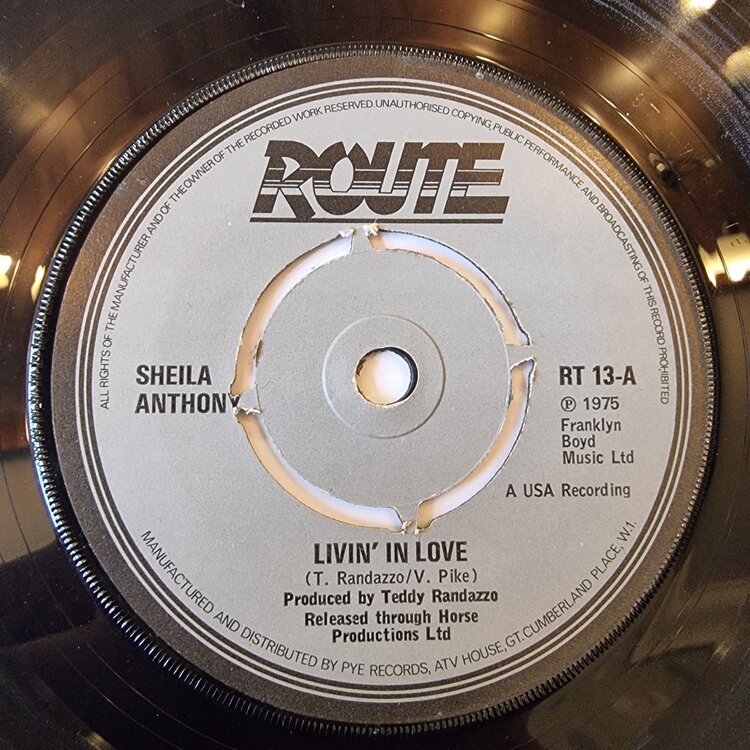 ALL RIGHTS OF THE MANUFACTURER AND OF THE OWNER OF THE RECORDED WORK RESERVED. UNAUTHORISED COPYING, PUBLIC PERFORMANCE AND BROADCASTING OF THIS RECORD PROHIBITED
ROUTE
SHEILA
ANTHONY
RT 13-A
℗ 1975
Franklyn
Boyd
Music Ltd
A USA Recording
LIVIN' IN LOVE
(T. Randazzo/V. Pike)
Produced by Teddy Randazzo
Released through Horse
Productions Ltd
MANUFACTURED AND DISTRIBUTED BY PYE RECORDS, ATV HOUSE, GT. CUMBERLAND PLACE, W.1.